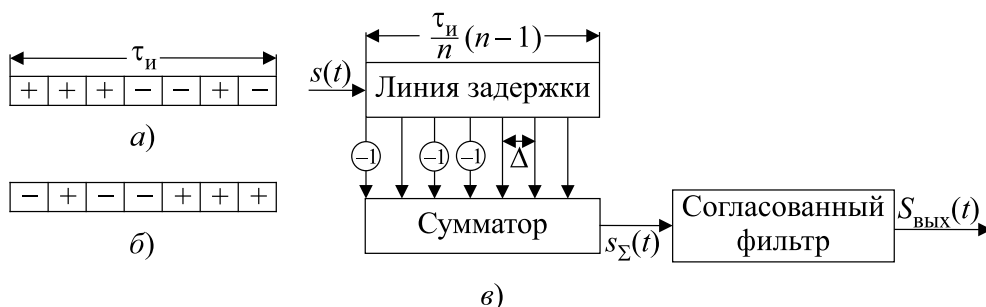 τи
+ + + − − + −
а)
− + − − + + +
б)
τи/n (n−1)
s(t)
Линия задержки
−1 −1 −1
Δ
Сумматор
sΣ(t)
Согласованный
фильтр
Sвых(t)
в)